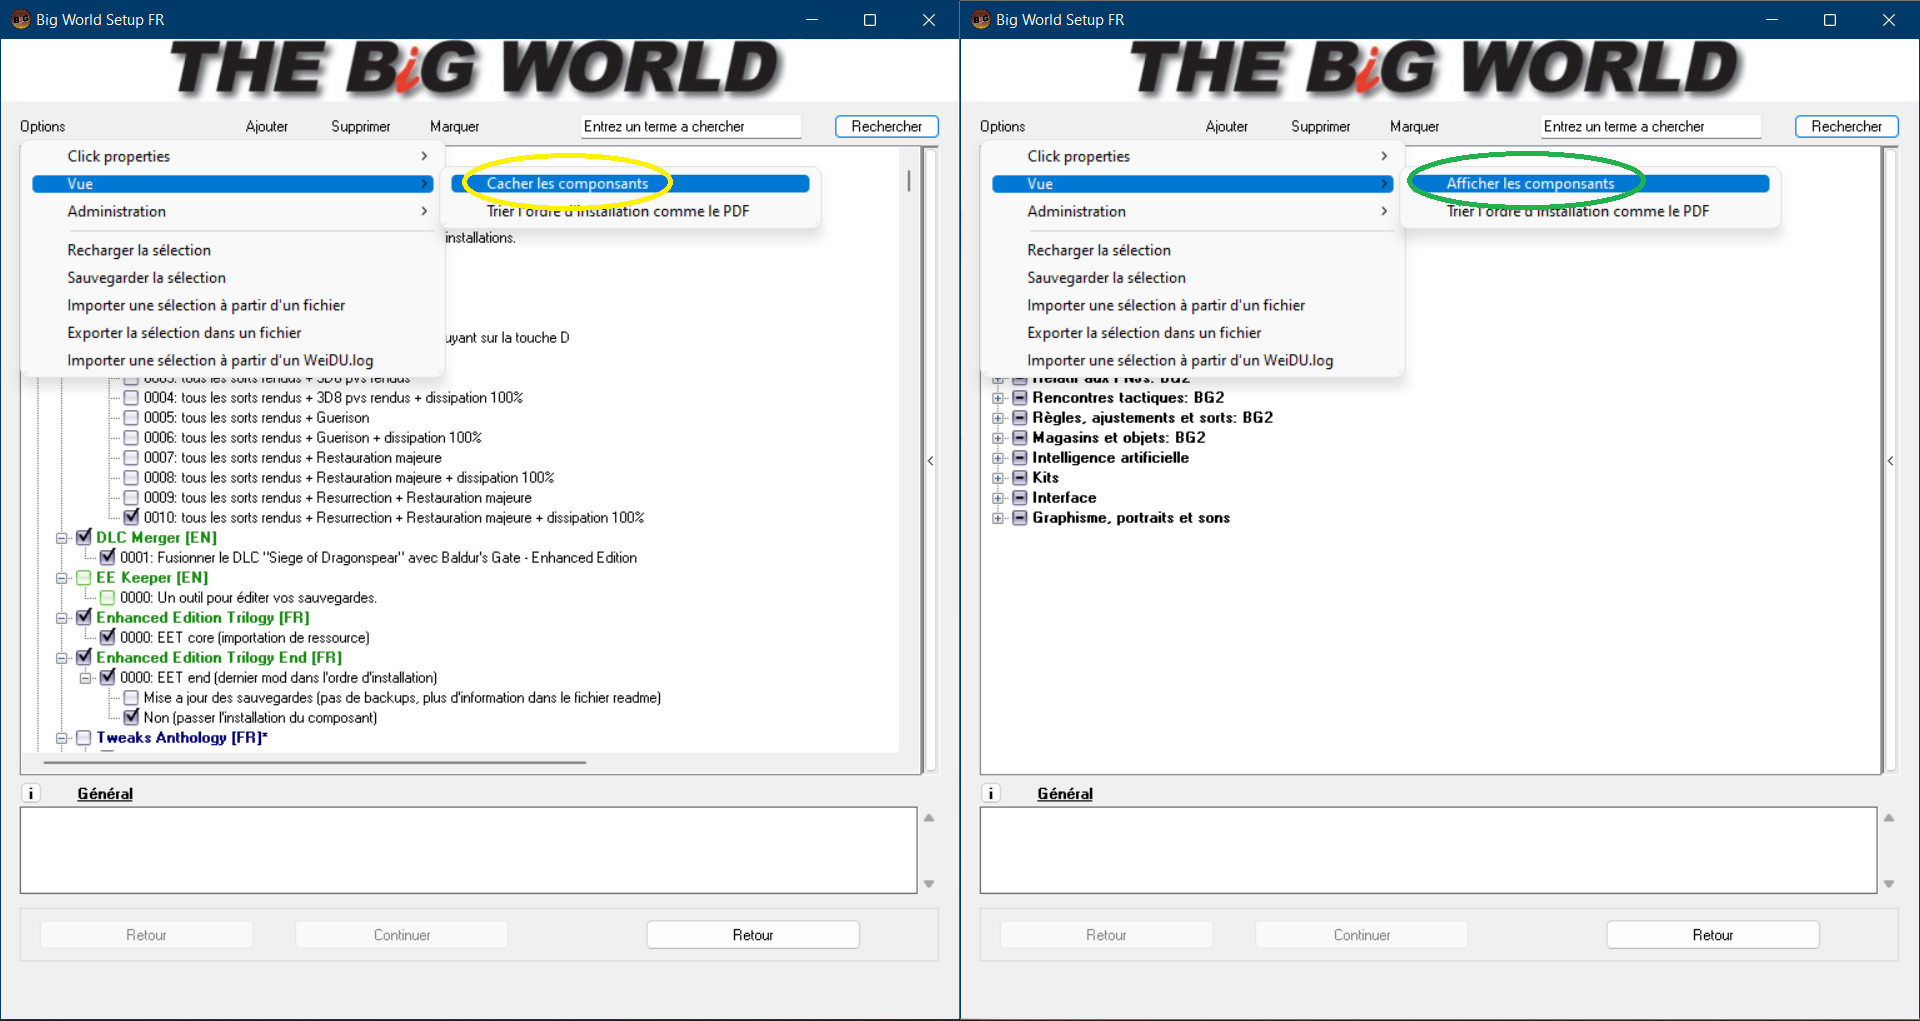 Big World Setup FR
THE BiG WORLD
Options Ajouter Supprimer Marquer Entrez un terme a chercher Rechercher
Click properties
Vue
Cacher les componsants
Administration
Trier l'ordre d'installation comme le PDF
installations.
Recharger la sélection
Sauvegarder la sélection
Importer une sélection à partir d'un fichier
Exporter la sélection dans un fichier
uyant sur la touche D
Importer une sélection à partir d'un WeiDU.log
0003: tous les sorts rendus + 3D8 pvs rendus
0004: tous les sorts rendus + 3D8 pvs rendus + dissipation 100%
0005: tous les sorts rendus + Guerison
0006: tous les sorts rendus + Guerison + dissipation 100%
0007: tous les sorts rendus + Restauration majeure
0008: tous les sorts rendus + Restauration majeure + dissipation 100%
0009: tous les sorts rendus + Resurrection + Restauration majeure
0010: tous les sorts rendus + Resurrection + Restauration majeure + dissipation 100%
DLC Merger [EN]
0001: Fusionner le DLC "Siege of Dragonspear" avec Baldur's Gate - Enhanced Edition
EE Keeper [EN]
0000: Un outil pour éditer vos sauvegardes.
Enhanced Edition Trilogy [FR]
0000: EET core (importation de ressource)
Enhanced Edition Trilogy End [FR]
0000: EET end (dernier mod dans l'ordre d'installation)
Mise a jour des sauvegardes (pas de backups, plus d'information dans le fichier readme)
Non (passer l'installation du composant)
Tweaks Anthology [FR]*
i Général
Retour Continuer Retour
Big World Setup FR
THE BiG WORLD
Options Ajouter Supprimer Marquer Entrez un terme a chercher Rechercher
Click properties
Vue
Afficher les componsants
Administration
Trier l'ordre d'installation comme le PDF
Recharger la sélection
Sauvegarder la sélection
Importer une sélection à partir d'un fichier
Exporter la sélection dans un fichier
Importer une sélection à partir d'un WeiDU.log
Relatif aux PNJs: BG2
Rencontres tactiques: BG2
Règles, ajustements et sorts: BG2
Magasins et objets: BG2
Intelligence artificielle
Kits
Interface
Graphisme, portraits et sons
i Général
Retour Continuer Retour